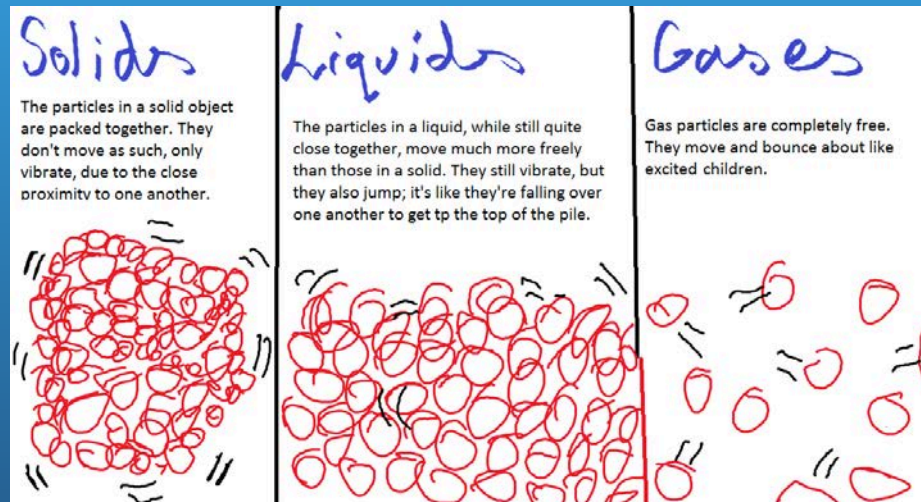 Solids
The particles in a solid object
are packed together. They
don't move as such, only
vibrate, due to the close
proximity to one another.
Liquids
The particles in a liquid, while still quite
close together, move much more freely
than those in a solid. They still vibrate, but
they also jump; it's like they're falling over
one another to get tp the top of the pile.
Gases
Gas particles are completely free.
They move and bounce about like
excited children.